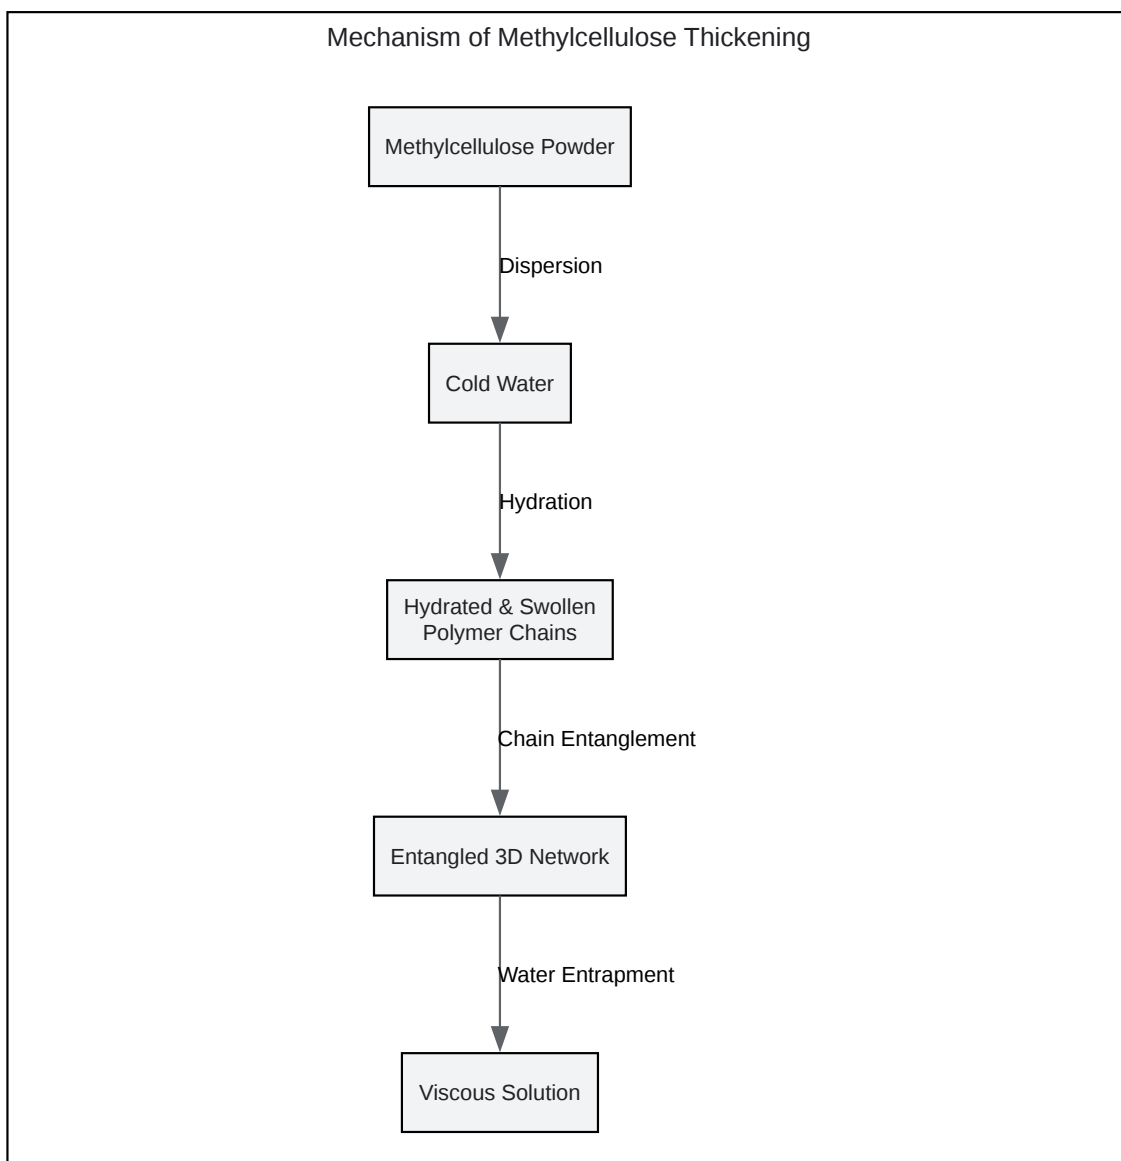 Mechanism of Methylcellulose Thickening
Methylcellulose Powder
Dispersion
Cold Water
Hydration
Hydrated & Swollen
Polymer Chains
Chain Entanglement
Entangled 3D Network
Water Entrapment
Viscous Solution